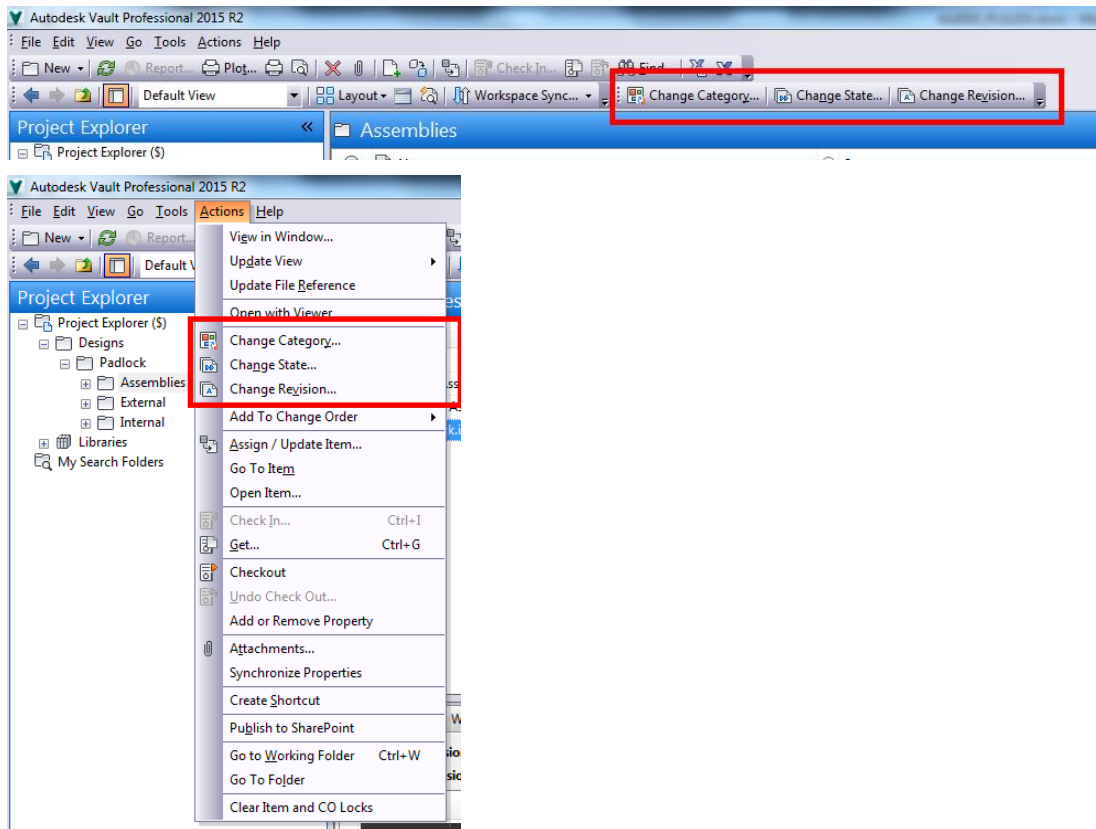 Autodesk Vault Professional 2015 R2
File Edit View Go Tools Actions Help
New Report... Plot... Check In... Find...
Default View Layout Workspace Sync... Change Category... Change State... Change Revision...
Project Explorer Assemblies
Project Explorer ($)
Autodesk Vault Professional 2015 R2
File Edit View Go Tools Actions Help
New Report...
Default
Project Explorer
Project Explorer ($)
Designs
Padlock
Assemblies
External
Internal
Libraries
My Search Folders
View in Window...
Update View
Update File Reference
Open with Viewer
Change Category...
Change State...
Change Revision...
Add To Change Order
Assign / Update Item...
Go To Item
Open Item...
Check In... Ctrl+I
Get... Ctrl+G
Checkout
Undo Check Out...
Add or Remove Property
Attachments...
Synchronize Properties
Create Shortcut
Publish to SharePoint
Go to Working Folder Ctrl+W
Go To Folder
Clear Item and CO Locks